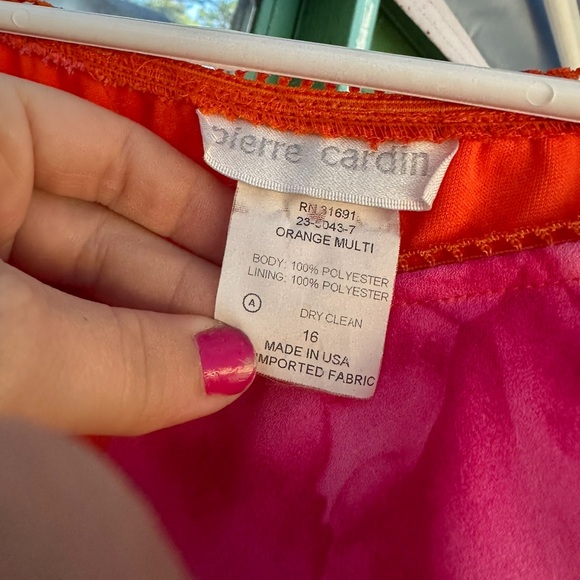 pierre cardin
RN 31691
23-5043-7
ORANGE MULTI
BODY: 100% POLYESTER
LINING: 100% POLYESTER
A
DRY CLEAN
16
MADE IN USA
IMPORTED FABRIC